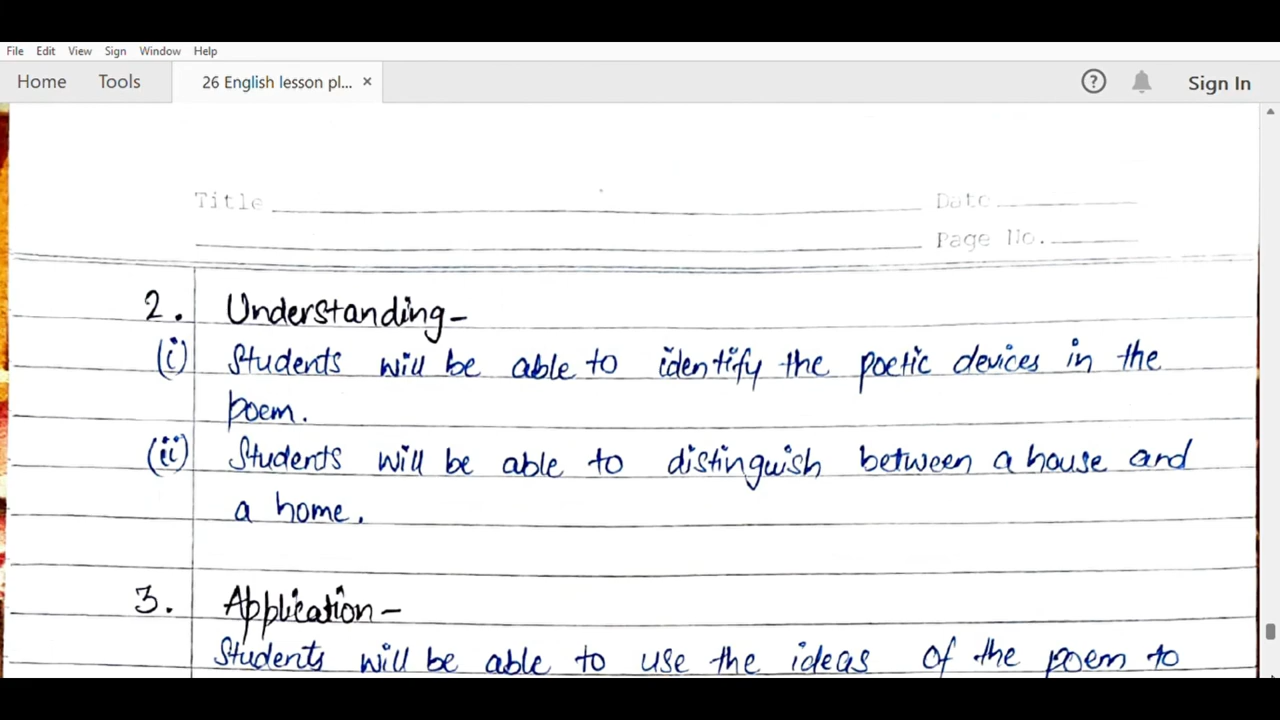 File Edit View Sign Window Help
Home Tools 26 English lesson pl... × ? Sign In
Title Date
Page No.
2. Understanding-
(i) Students will be able to identify the poetic devices in the
poem.
(ii) Students will be able to distinguish between a house and
a home.
3. Application-
Students will be able to use the ideas of the poem to